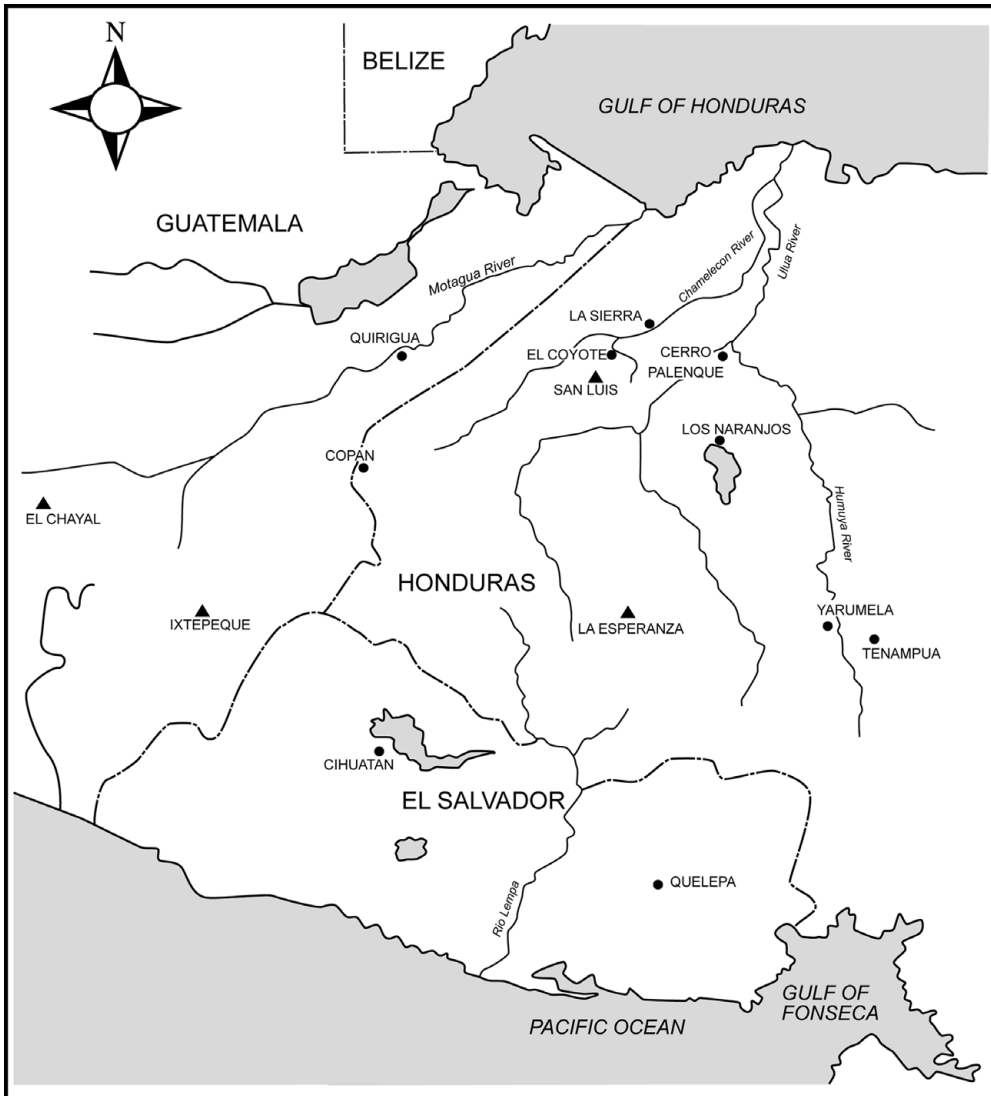 N
BELIZE
GULF OF HONDURAS
GUATEMALA
Motagua River
Chamelecon River
Ulua River
LA SIERRA
QUIRIGUA
EL COYOTE
CERRO
PALENQUE
SAN LUIS
LOS NARANJOS
COPAN
EL CHAYAL
Humuya River
HONDURAS
IXTEPEQUE
LA ESPERANZA
YARUMELA
TENAMPUA
CIHUATAN
EL SALVADOR
QUELEPA
Rio Lempa
GULF OF
FONSECA
PACIFIC OCEAN